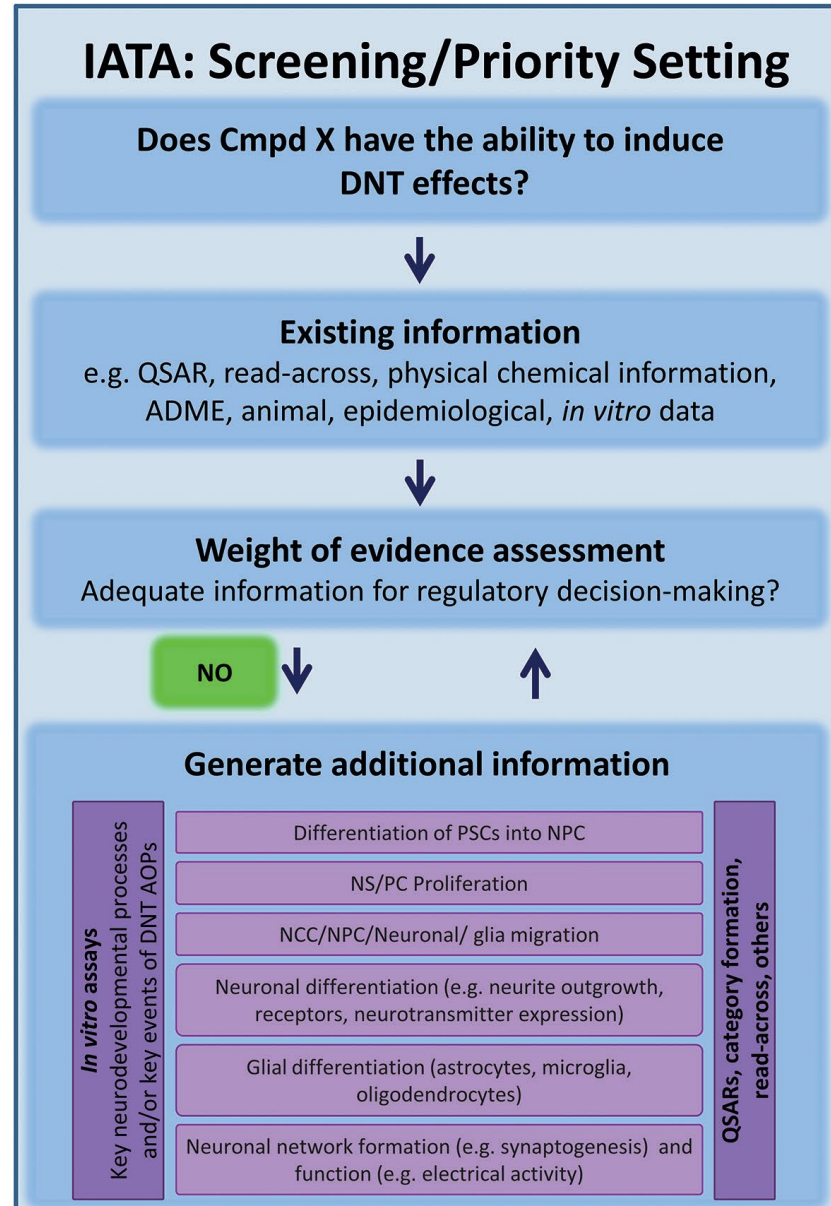 IATA: Screening/Priority Setting
Does Cmpd X have the ability to induce
DNT effects?
Existing information
e.g. QSAR, read-across, physical chemical information,
ADME, animal, epidemiological, in vitro data
Weight of evidence assessment
Adequate information for regulatory decision-making?
NO
Generate additional information
In vitro assays
Key neurodevelopmental processes
and/or key events of DNT AOPs
Differentiation of PSCs into NPC
NS/PC Proliferation
NCC/NPC/Neuronal/ glia migration
Neuronal differentiation (e.g. neurite outgrowth,
receptors, neurotransmitter expression)
Glial differentiation (astrocytes, microglia,
oligodendrocytes)
Neuronal network formation (e.g. synaptogenesis) and
function (e.g. electrical activity)
QSARs, category formation,
read-across, others